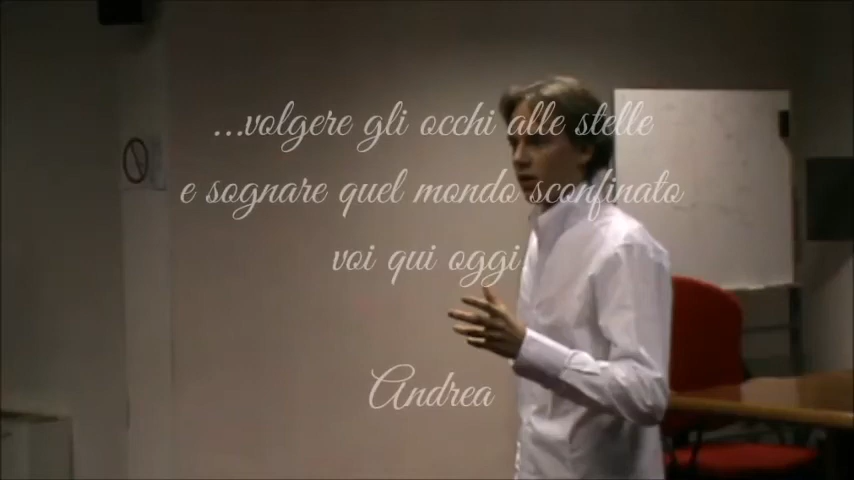 ...volgere gli occhi alle stelle
e sognare quel mondo sconfinato
voi qui oggi
Andrea